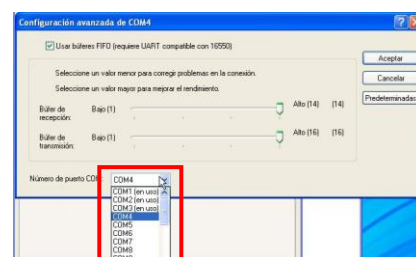 Configuración avanzada de COM4
Usar búferes FIFO (requiere UART compatible con 16550)
Aceptar
Seleccione un valor menor para corregir problemas en la conexión.
Cancelar
Seleccione un valor mayor para mejorar el rendimiento.
Predeterminadas
Búfer de recepción: Bajo (1) Alto (14) (14)
Búfer de transmisión: Bajo (1) Alto (16) (16)
Número de puerto COM: COM4
COM1 (en uso)
COM2 (en uso)
COM3 (en uso)
COM4
COM5
COM6
COM7
COM8